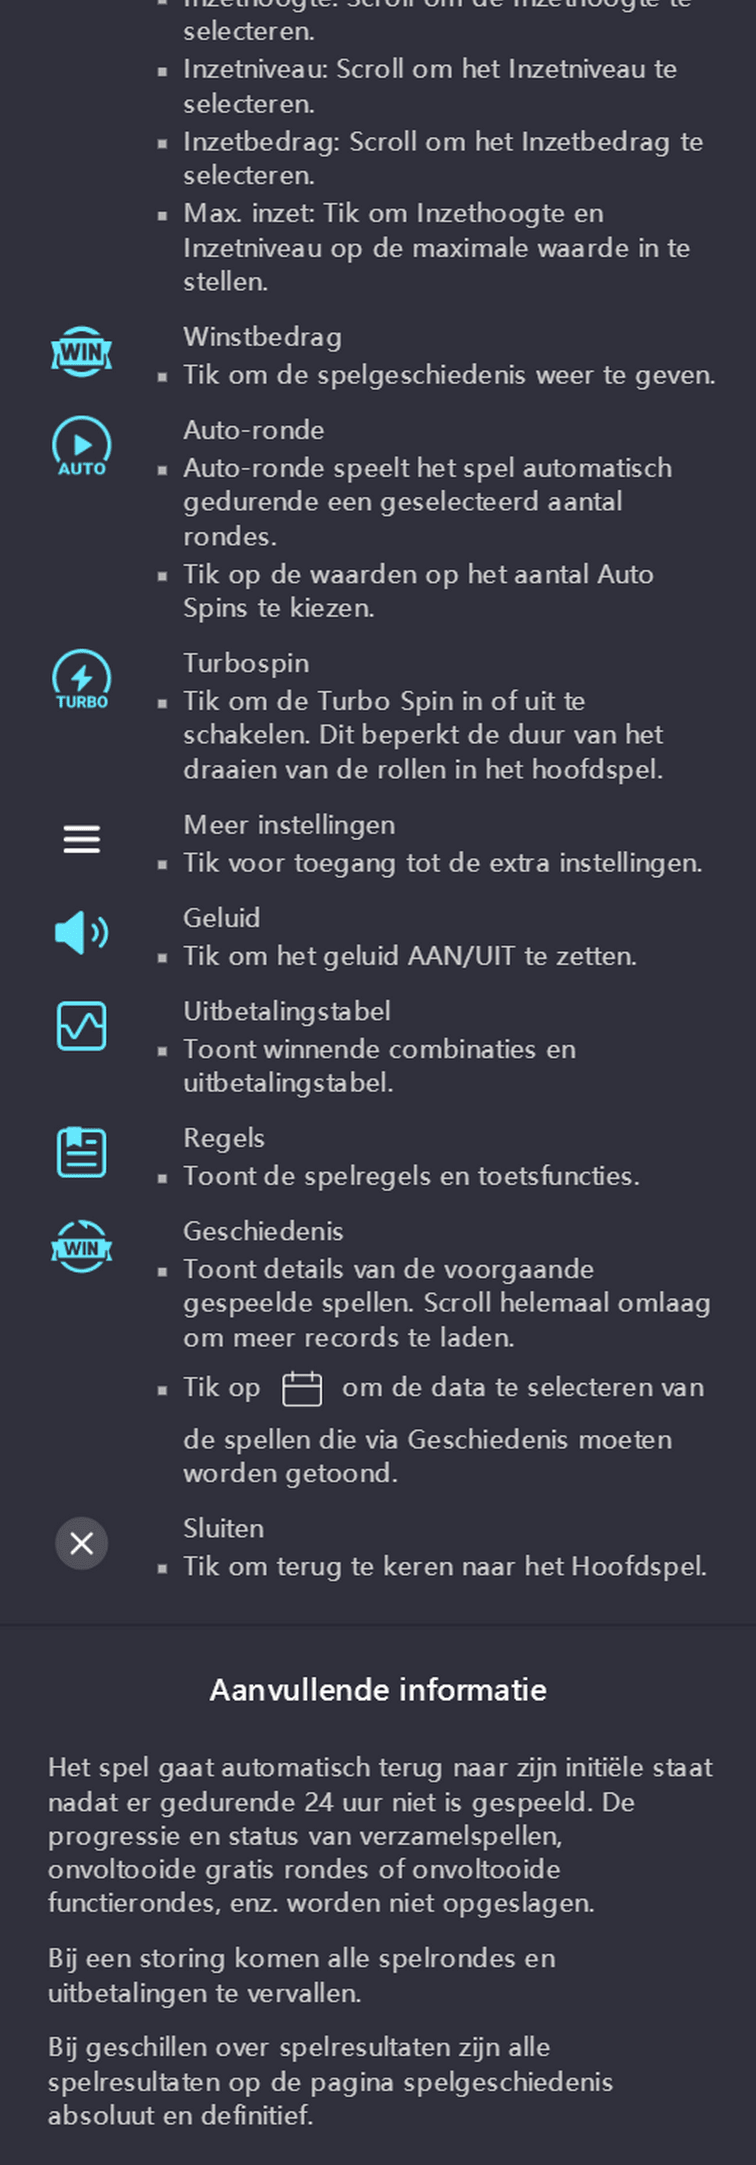 Inzethoogte: Scroll om de Inzethoogte te
selecteren.
▪ Inzetniveau: Scroll om het Inzetniveau te
selecteren.
▪ Inzetbedrag: Scroll om het Inzetbedrag te
selecteren.
▪ Max. inzet: Tik om Inzethoogte en
Inzetniveau op de maximale waarde in te
stellen.
WIN
Winstbedrag
▪ Tik om de spelgeschiedenis weer te geven.
AUTO
Auto-ronde
▪ Auto-ronde speelt het spel automatisch
gedurende een geselecteerd aantal
rondes.
▪ Tik op de waarden op het aantal Auto
Spins te kiezen.
TURBO
Turbospin
▪ Tik om de Turbo Spin in of uit te
schakelen. Dit beperkt de duur van het
draaien van de rollen in het hoofdspel.
Meer instellingen
▪ Tik voor toegang tot de extra instellingen.
Geluid
▪ Tik om het geluid AAN/UIT te zetten.
Uitbetalingstabel
▪ Toont winnende combinaties en
uitbetalingstabel.
Regels
▪ Toont de spelregels en toetsfuncties.
WIN
Geschiedenis
▪ Toont details van de voorgaande
gespeelde spellen. Scroll helemaal omlaag
om meer records te laden.
▪ Tik op om de data te selecteren van
de spellen die via Geschiedenis moeten
worden getoond.
Sluiten
▪ Tik om terug te keren naar het Hoofdspel.
Aanvullende informatie
Het spel gaat automatisch terug naar zijn initiële staat
nadat er gedurende 24 uur niet is gespeeld. De
progressie en status van verzamelspellen,
onvoltooide gratis rondes of onvoltooide
functierondes, enz. worden niet opgeslagen.
Bij een storing komen alle spelrondes en
uitbetalingen te vervallen.
Bij geschillen over spelresultaten zijn alle
spelresultaten op de pagina spelgeschiedenis
absoluut en definitief.